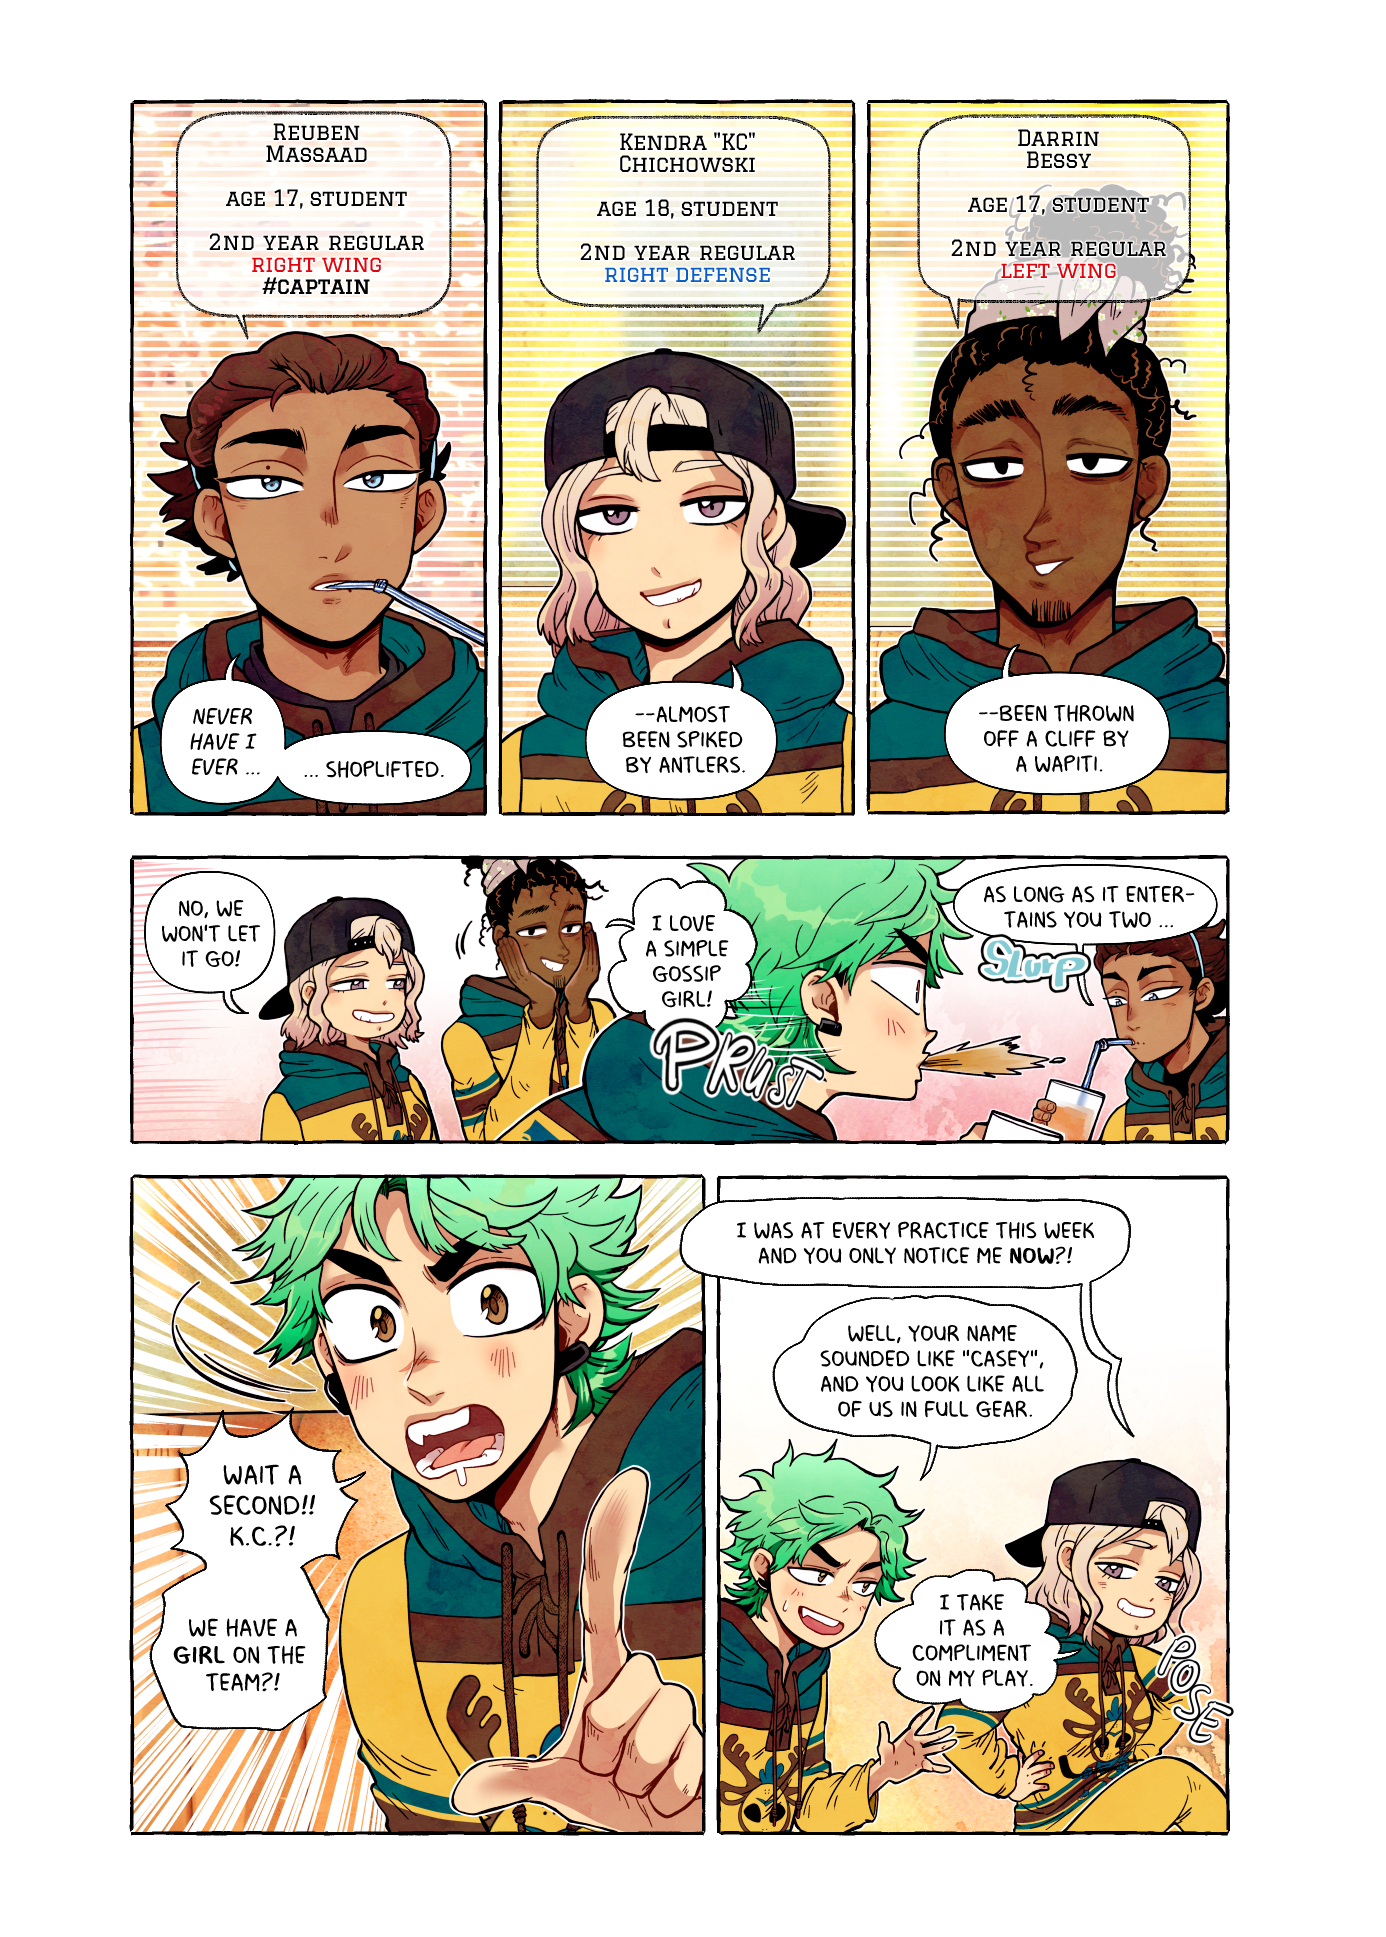 Reuben
Massaad
age 17, student
2nd year regular
right wing
#captain
Kendra "KC"
Chichowski
age 18, student
2nd year regular
right defense
Darrin
Bessy
age 17, student
2nd year regular
left wing
NEVER
HAVE I
EVER ...
... SHOPLIFTED.
--ALMOST
BEEN SPIKED
BY ANTLERS.
--BEEN THROWN
OFF A CLIFF BY
A WAPITI.
NO, WE
WON'T LET
IT GO!
I LOVE
A SIMPLE
GOSSIP
GIRL!
PRUST
AS LONG AS IT ENTER-
TAINS YOU TWO ...
SLurp
WAIT A
SECOND!!
K.C.?!
WE HAVE A
GIRL ON THE
TEAM?!
I WAS AT EVERY PRACTICE THIS WEEK
AND YOU ONLY NOTICE ME NOW?!
WELL, YOUR NAME
SOUNDED LIKE "CASEY",
AND YOU LOOK LIKE ALL
OF US IN FULL GEAR.
I TAKE
IT AS A
COMPLIMENT
ON MY PLAY.
POSE